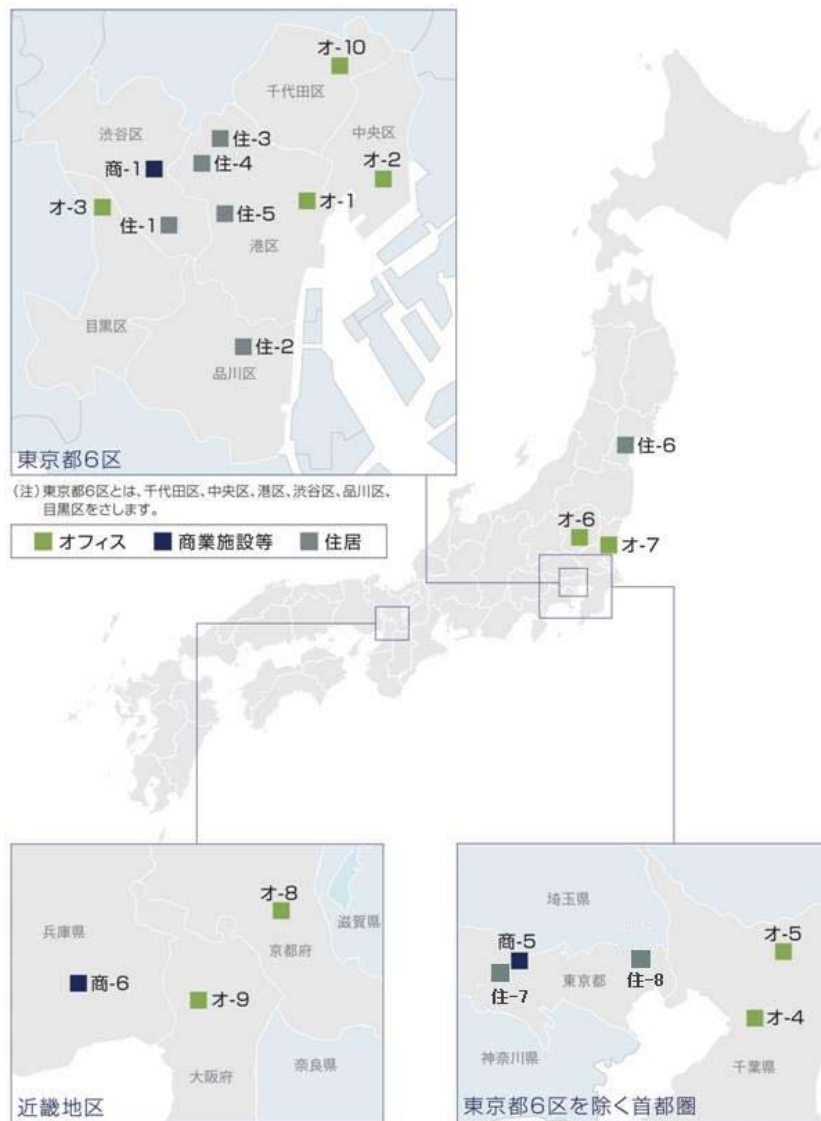 オ-10
千代田区
渋谷区
住-3
中央区
商-1
住-4
オ-2
オ-3
住-1
住-5
オ-1
港区
目黒区
住-2
品川区
東京都6区
(注)東京都6区とは、千代田区、中央区、港区、渋谷区、品川区、
目黒区をさします。
オフィス 商業施設等 住居
住-6
オ-6
オ-7
オ-8
滋賀県
兵庫県
京都府
商-6
オ-9
奈良県
大阪府
近畿地区
埼玉県
商-5
オ-5
東京都
住-7
住-8
オ-4
神奈川県
千葉県
東京都6区を除く首都圏